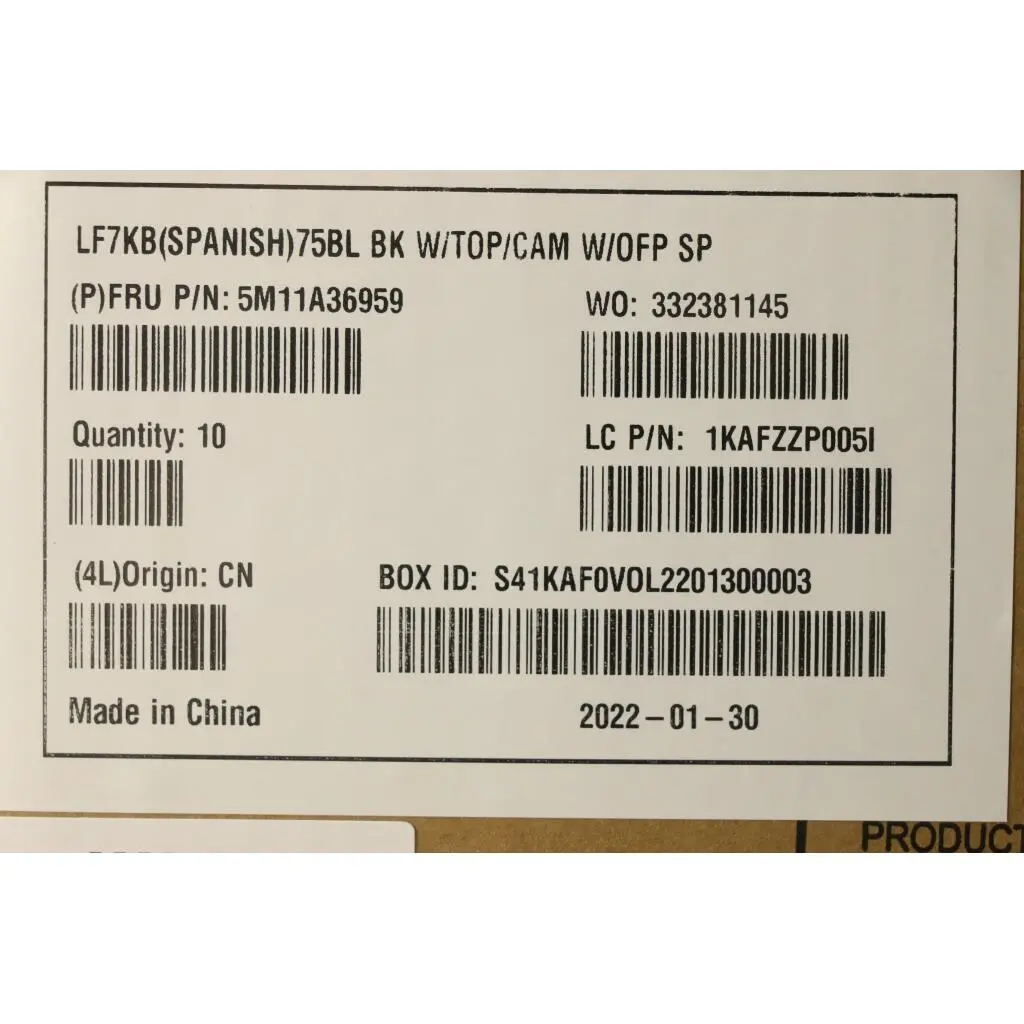 LF7KB(SPANISH)75BL BK W/TOP/CAM W/OFP SP
(P)FRU P/N: 5M11A36959
WO: 332381145
Quantity: 10
LC P/N: 1KAFZZP005I
(4L)Origin: CN
BOX ID: S41KAF0VOL2201300003
Made in China
2022-01-30
PRODUCT